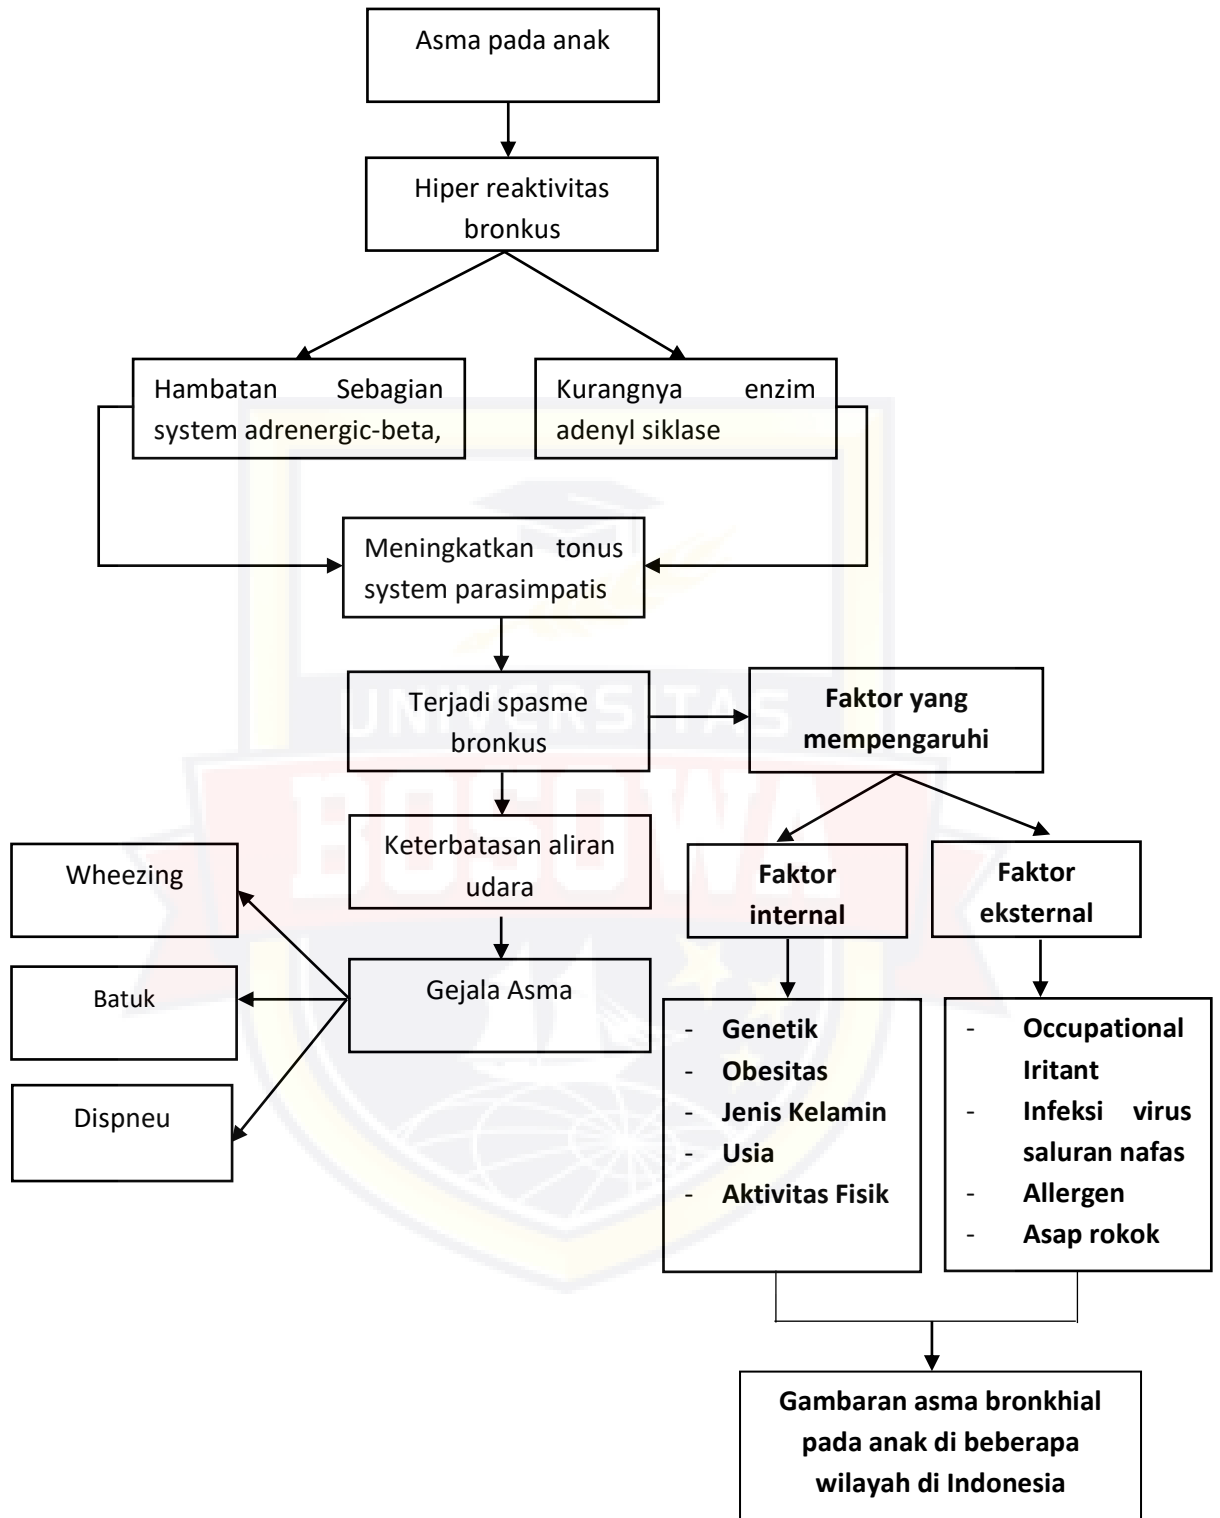 Asma pada anak
Hiper reaktivitas
bronkus
Hambatan Sebagian
system adrenergic-beta,
Kurangnya enzim
adenyl siklase
Meningkatkan tonus
system parasimpatis
Terjadi spasme
bronkus
Faktor yang
mempengaruhi
UNIVERSITAS
BOSOWA
Keterbatasan aliran
udara
Faktor
internal
Faktor
eksternal
Wheezing
Batuk
Dispneu
Gejala Asma
- Genetik
- Obesitas
- Jenis Kelamin
- Usia
- Aktivitas Fisik
- Occupational
Iritant
- Infeksi virus
saluran nafas
- Allergen
- Asap rokok
Gambaran asma bronkhial
pada anak di beberapa
wilayah di Indonesia